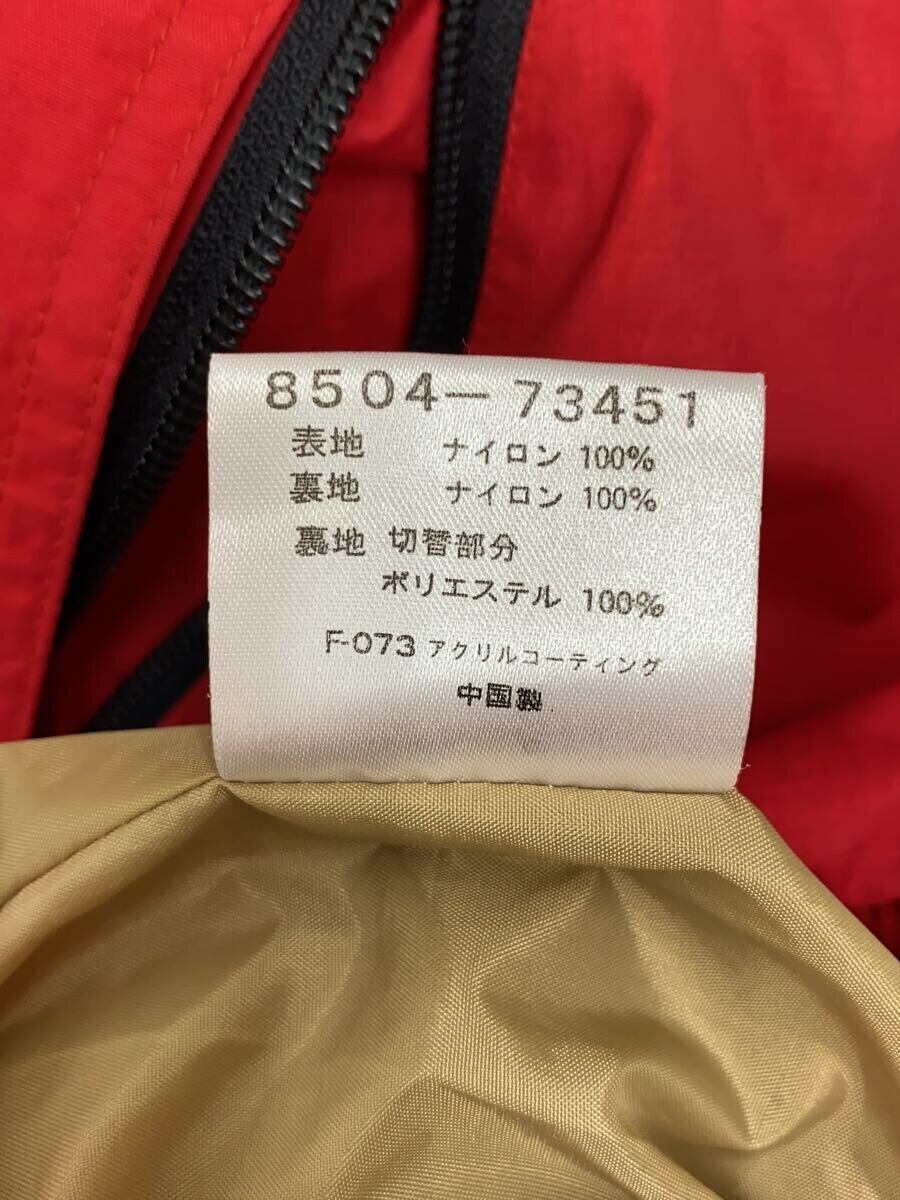 8504-73451
表地 ナイロン 100%
裏地 ナイロン 100%
裏地 切替部分
ポリエステル 100%
F-073 アクリルコーティング
中国製